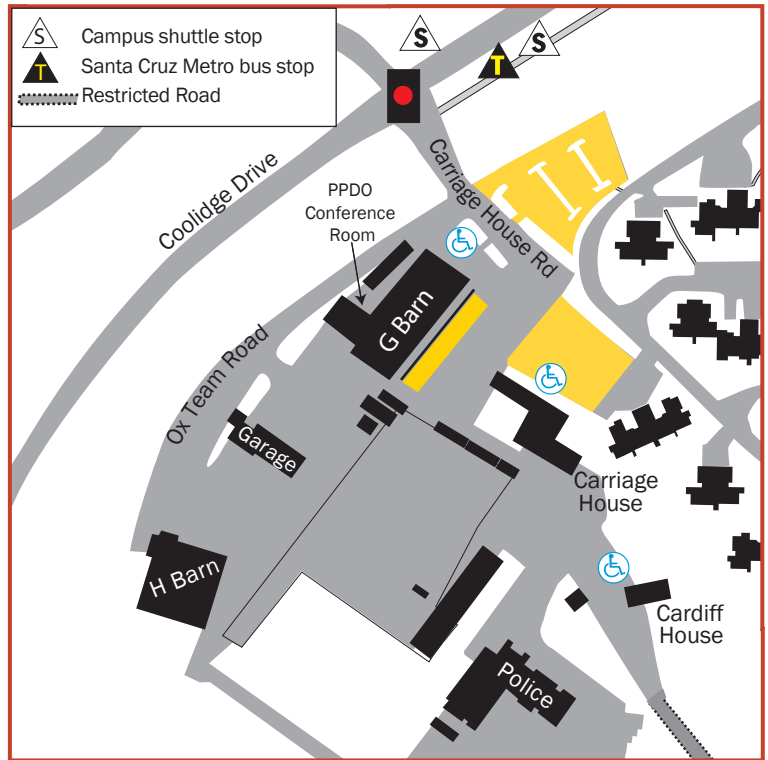 S Campus shuttle stop
T Santa Cruz Metro bus stop
Restricted Road
S
S
T
Coolidge Drive
Carriage House Rd
PPDO
Conference
Room
G Barn
Ox Team Road
Garage
Carriage
House
H Barn
Cardiff
House
Police